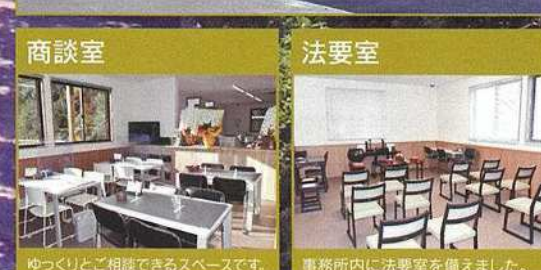 商談室
法要室
ゆっくりとご相談できるスペースです。
事務所内に法要室を備えました。